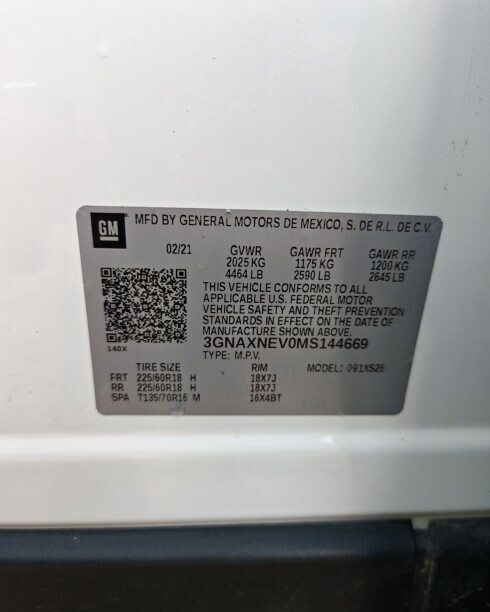 GM MFD BY GENERAL MOTORS DE MEXICO, S. DE R.L. DE C.V.
02/21 GVWR GAWR FRT GAWR RR
2025 KG 1175 KG 1200 KG
4464 LB 2590 LB 2645 LB
THIS VEHICLE CONFORMS TO ALL
APPLICABLE U.S. FEDERAL MOTOR
VEHICLE SAFETY AND THEFT PREVENTION
STANDARDS IN EFFECT ON THE DATE OF
MANUFACTURE SHOWN ABOVE.
140X 3GNAXNEV0MS144669
TYPE: M.P.V.
TIRE SIZE RIM MODEL: 091XS26
FRT 225/60R18 H 18X7J
RR 225/60R18 H 18X7J
SPA T135/70R16 M 16X4BT